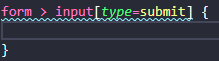 form > input[type=submit] {
}